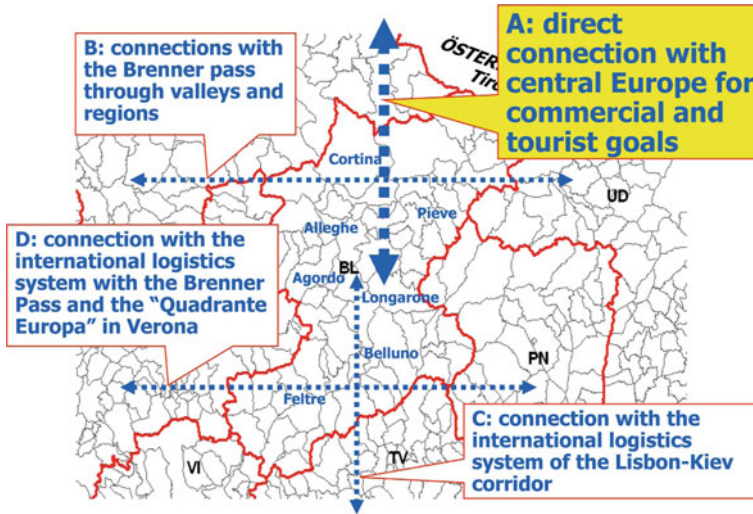 A: direct
connection with
central Europe for
commercial and
tourist goals
B: connections with
the Brenner pass
through valleys and
regions
Cortina
UD
Pieve
Alleghe
BL
Agordo
Longarone
D: connection with the
international logistics
system with the Brenner
Pass and the “Quadrante
Europa” in Verona
Belluno
PN
Feltre
C: connection with the
international logistics
system of the Lisbon-Kiev
corridor
VI
TV